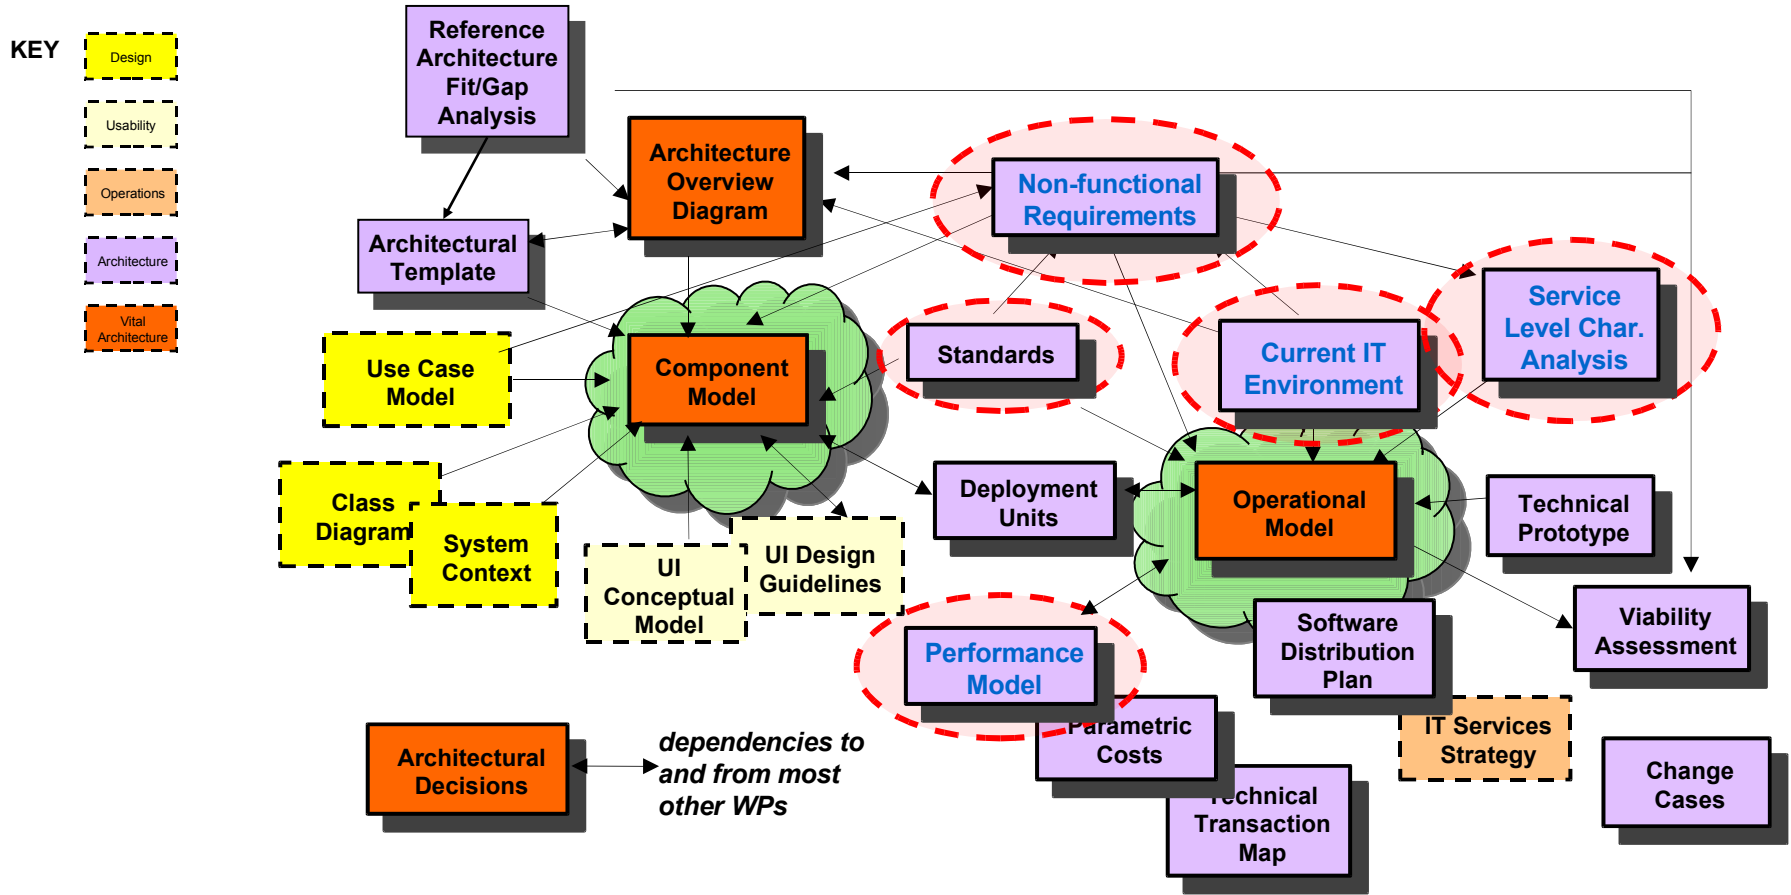 KEY
Design
Usability
Operations
Architecture
Vital
Architecture
Reference
Architecture
Fit/Gap
Analysis
Architecture
Overview
Diagram
Non-functional
Requirements
Architectural
Template
Service
Level Char.
Analysis
Use Case
Model
Component
Model
Standards
Current IT
Environment
Class
Diagram
System
Context
UI
Conceptual
Model
UI Design
Guidelines
Deployment
Units
Operational
Model
Technical
Prototype
Performance
Model
Software
Distribution
Plan
Viability
Assessment
Parametric
Costs
IT Services
Strategy
Technical
Transaction
Map
Change
Cases
Architectural
Decisions
dependencies to
and from most
other WPs